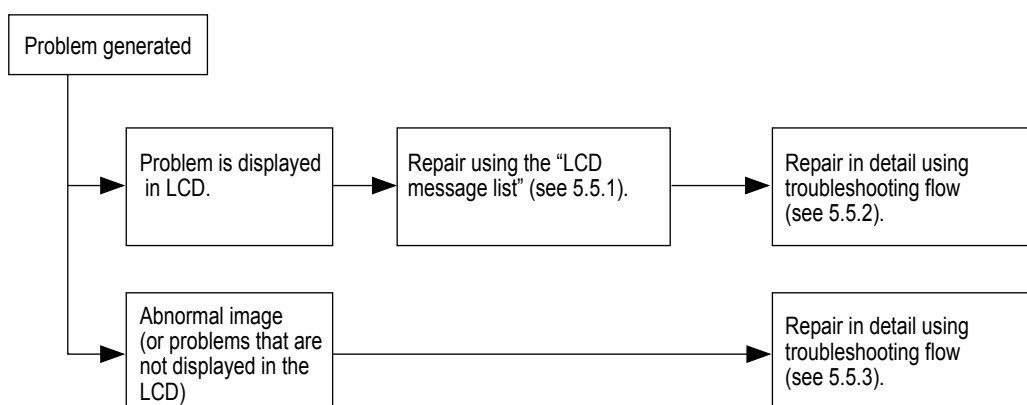 Problem generated
Problem is displayed
in LCD.
Repair using the “LCD
message list” (see 5.5.1).
Repair in detail using
troubleshooting flow
(see 5.5.2).
Abnormal image
(or problems that are
not displayed in the
LCD)
Repair in detail using
troubleshooting flow
(see 5.5.3).